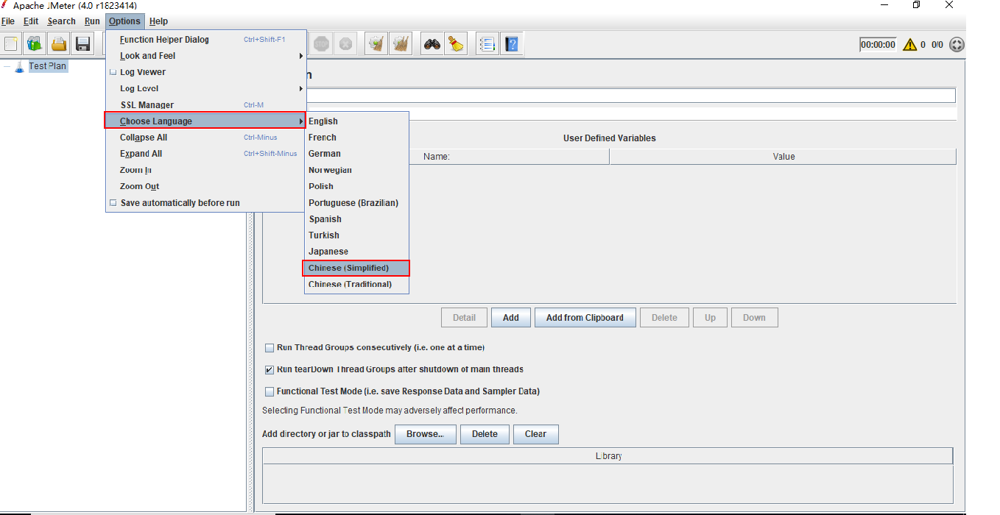 Apache JMeter (4.0 r1823414)
File Edit Search Run Options Help
00:00:00 0 0/0
Test Plan
Function Helper Dialog Ctrl+Shift-F1
Look and Feel
Log Viewer
Log Level
SSL Manager Ctrl-M
Choose Language
Collapse All Ctrl-Minus
Expand All Ctrl+Shift-Minus
Zoom In
Zoom Out
Save automatically before run
English
French
German
Norwegian
Polish
Portuguese (Brazilian)
Spanish
Turkish
Japanese
Chinese (Simplified)
Chinese (Traditional)
n
User Defined Variables
Name: Value
Detail Add Add from Clipboard Delete Up Down
Run Thread Groups consecutively (i.e. one at a time)
Run tearDown Thread Groups after shutdown of main threads
Functional Test Mode (i.e. save Response Data and Sampler Data)
Selecting Functional Test Mode may adversely affect performance.
Add directory or jar to classpath Browse... Delete Clear
Library